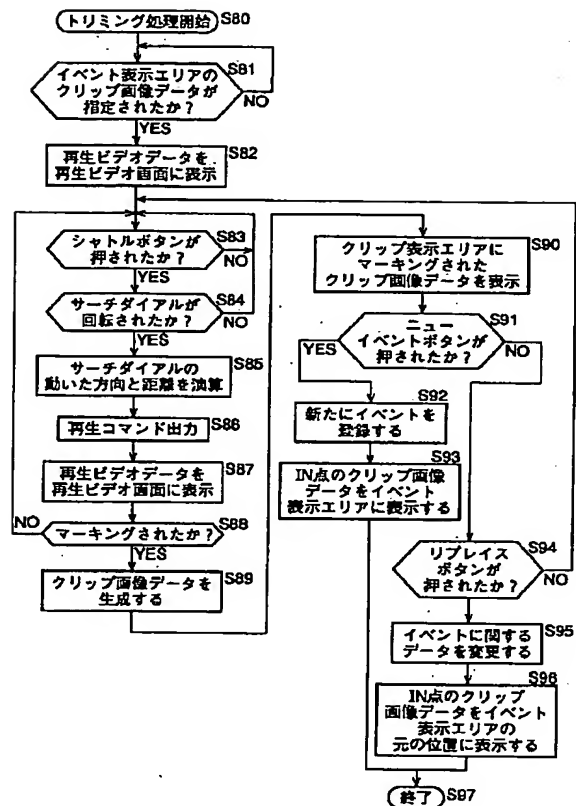 トリミング処理開始 S80
イベント表示エリアの S81
クリップ画像データが
指定されたか？
NO
YES
再生ビデオデータを S82
再生ビデオ画面に表示
シャトルボタンが S83
押されたか？
NO
YES
サーチダイアルが S84
回転されたか？
NO
YES
サーチダイアルの S85
動いた方向と距離を演算
再生コマンド出力 S86
再生ビデオデータを S87
再生ビデオ画面に表示
NO
マーキングされたか？ S88
YES
クリップ画像データを S89
生成する
クリップ表示エリアに S90
マーキングされた
クリップ画像データを表示
ニュー S91
イベントボタンが
押されたか？
YES
NO
新たにイベントを S92
登録する
IN点のクリップ画像 S93
データをイベント
表示エリアに表示する
リプレイス S94
ボタンが
押されたか？
NO
YES
イベントに関する S95
データを変更する
IN点のクリップ S96
画像データをイベント
表示エリアの
元の位置に表示する
終了 S97